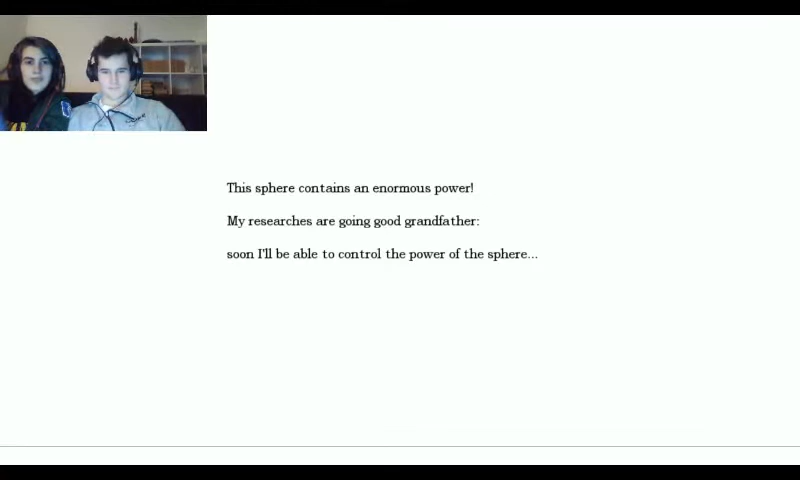 This sphere contains an enormous power!
My researches are going good grandfather:
soon I'll be able to control the power of the sphere...